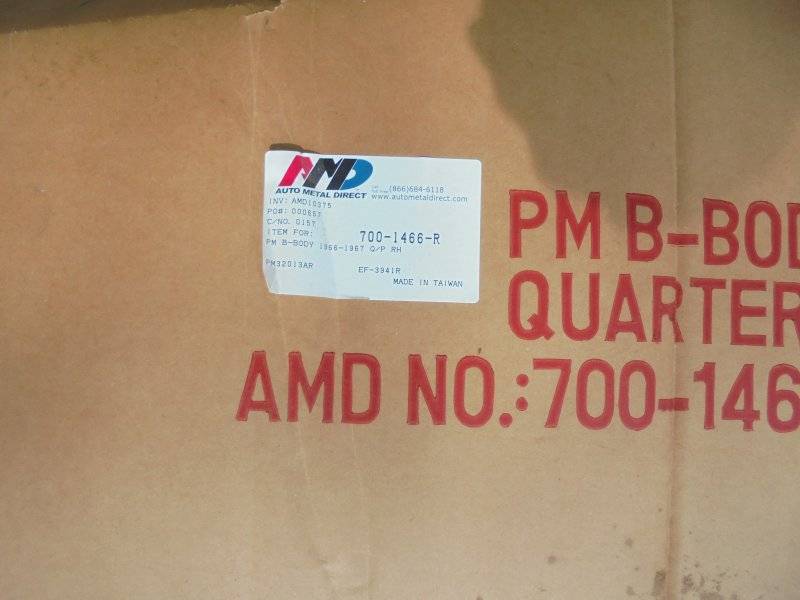 AMD
AUTO METAL DIRECT
(866)684-6118
www.autometaldirect.com
INV: AMD10375
PO#: 000853
C/NO. 0157
ITEM FOR: 700-1466-R
PM B-BODY 1966-1967 Q/P RH
PM32013AR EF-3941R
MADE IN TAIWAN
PM B-BOD
QUARTER
AMD NO.:700-146